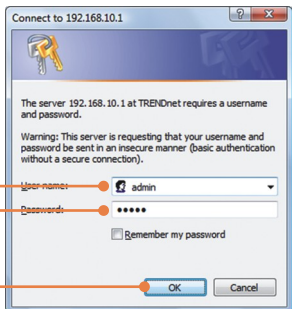 Connect to 192.168.10.1
The server 192.168.10.1 at TRENDnet requires a username
and password.
Warning: This server is requesting that your username and
password be sent in an insecure manner (basic authentication
without a secure connection).
User name:
admin
Password:
•••••
Remember my password
OK
Cancel